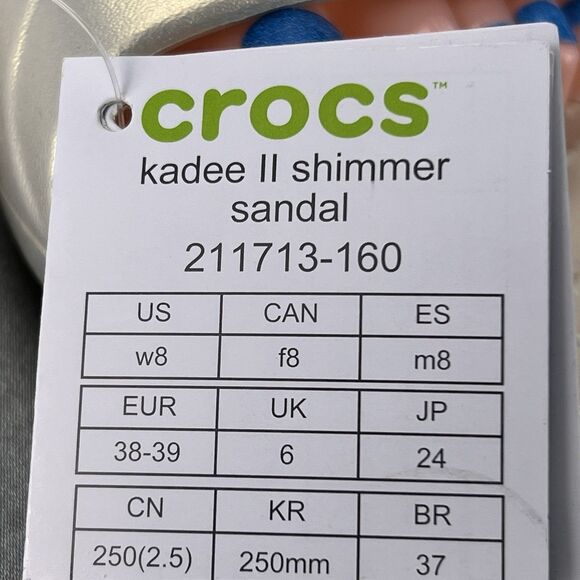 crocs™
kadee II shimmer
sandal
211713-160
US CAN ES
w8 f8 m8
EUR UK JP
38-39 6 24
CN KR BR
250(2.5) 250mm 37